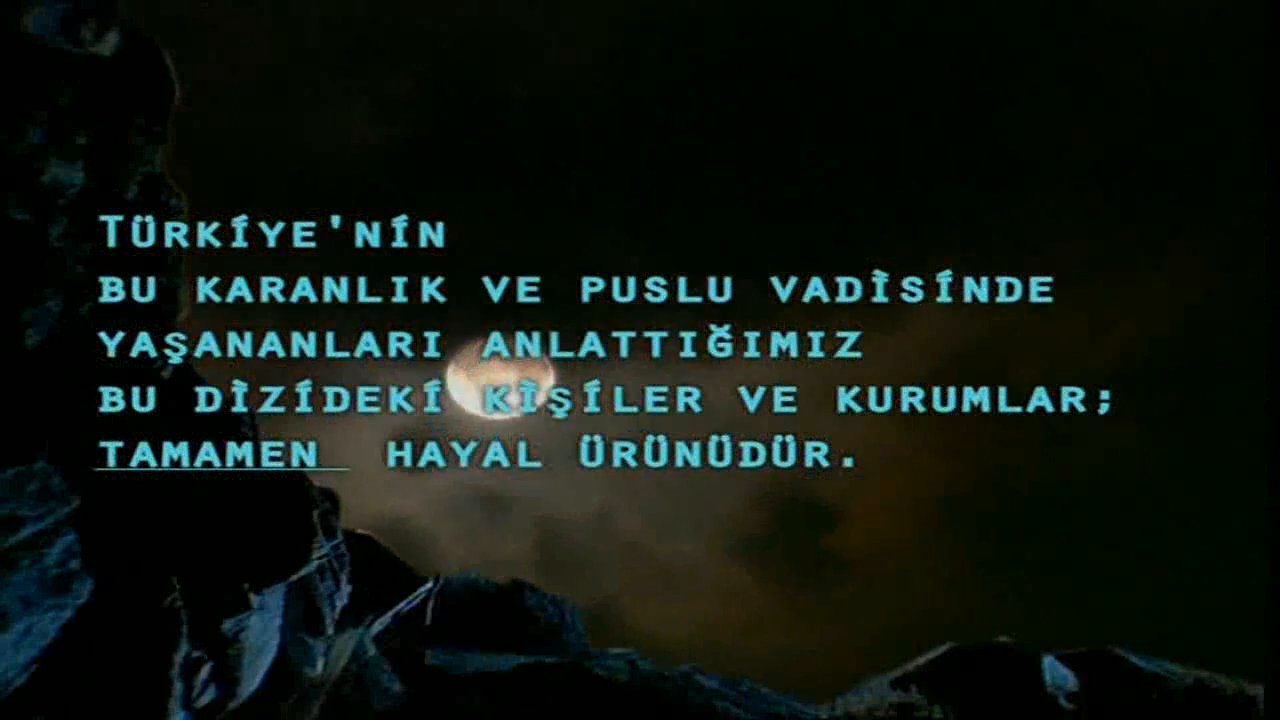 TÜRKİYE'NİN
BU KARANLIK VE PUSLU VADİSİNDE
YAŞANANLARI ANLATTIĞIMIZ
BU DİZİDEKİ KİŞİLER VE KURUMLAR;
TAMAMEN HAYAL ÜRÜNÜDÜR.